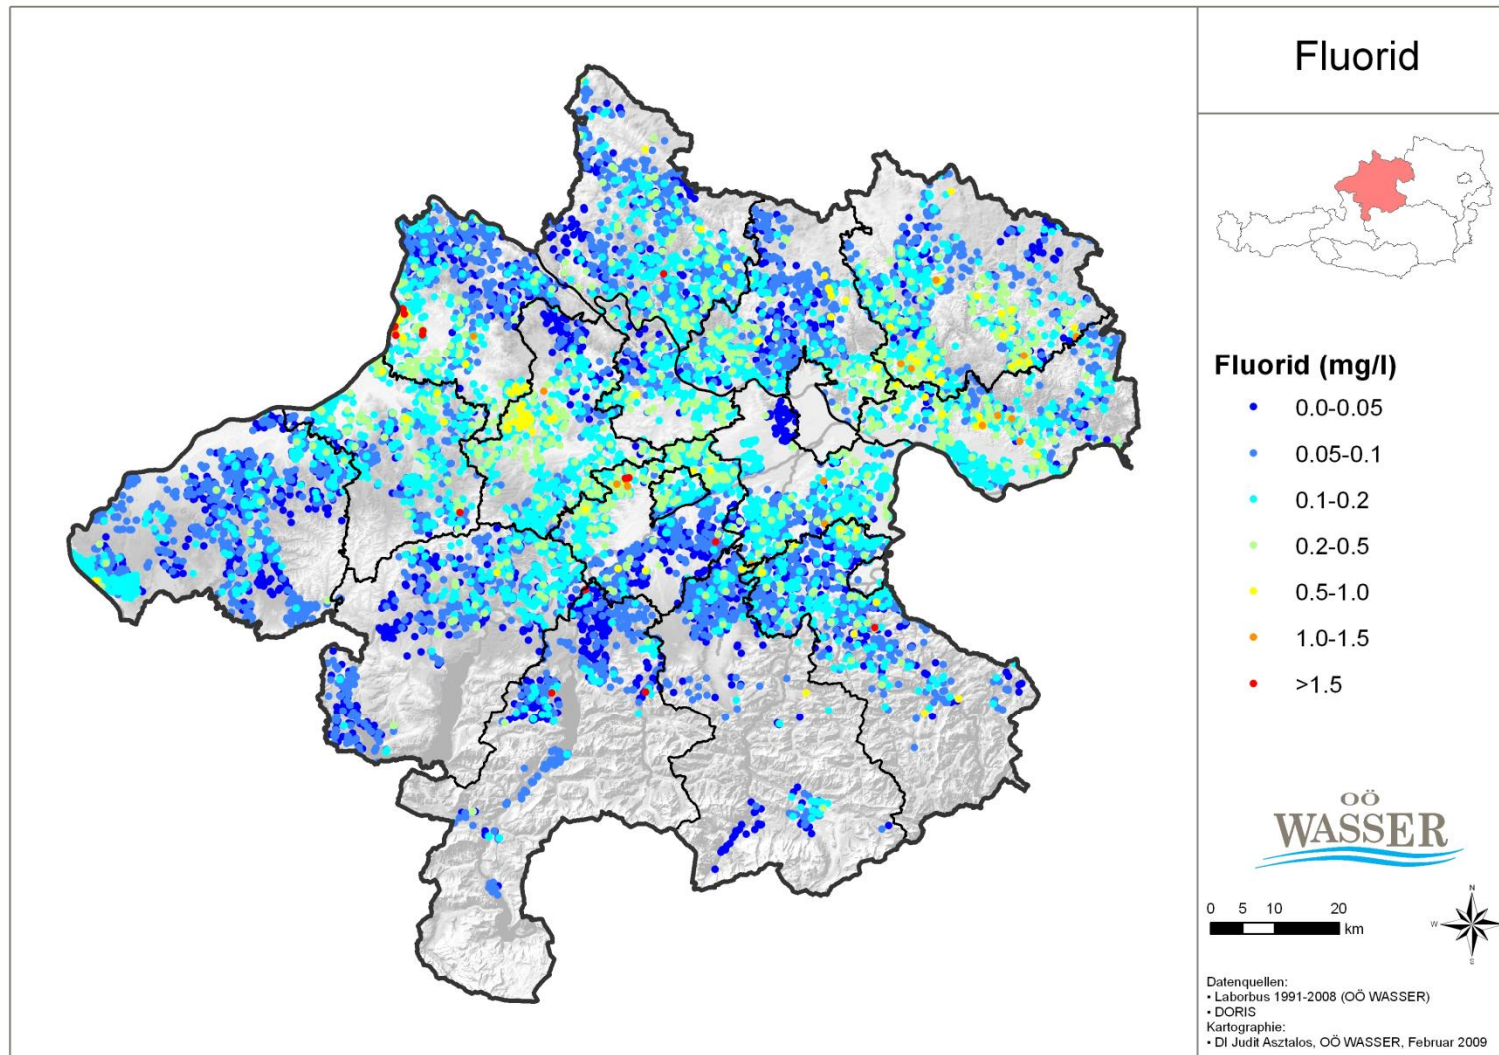 Fluorid
Fluorid (mg/l)
0.0-0.05
0.05-0.1
0.1-0.2
0.2-0.5
0.5-1.0
1.0-1.5
>1.5
OÖ
WASSER
0 5 10 20
km
N
W
S
Datenquellen:
• Laborbus 1991-2008 (OÖ WASSER)
• DORIS
Kartographie:
• DI Judit Asztalos, OÖ WASSER, Februar 2009